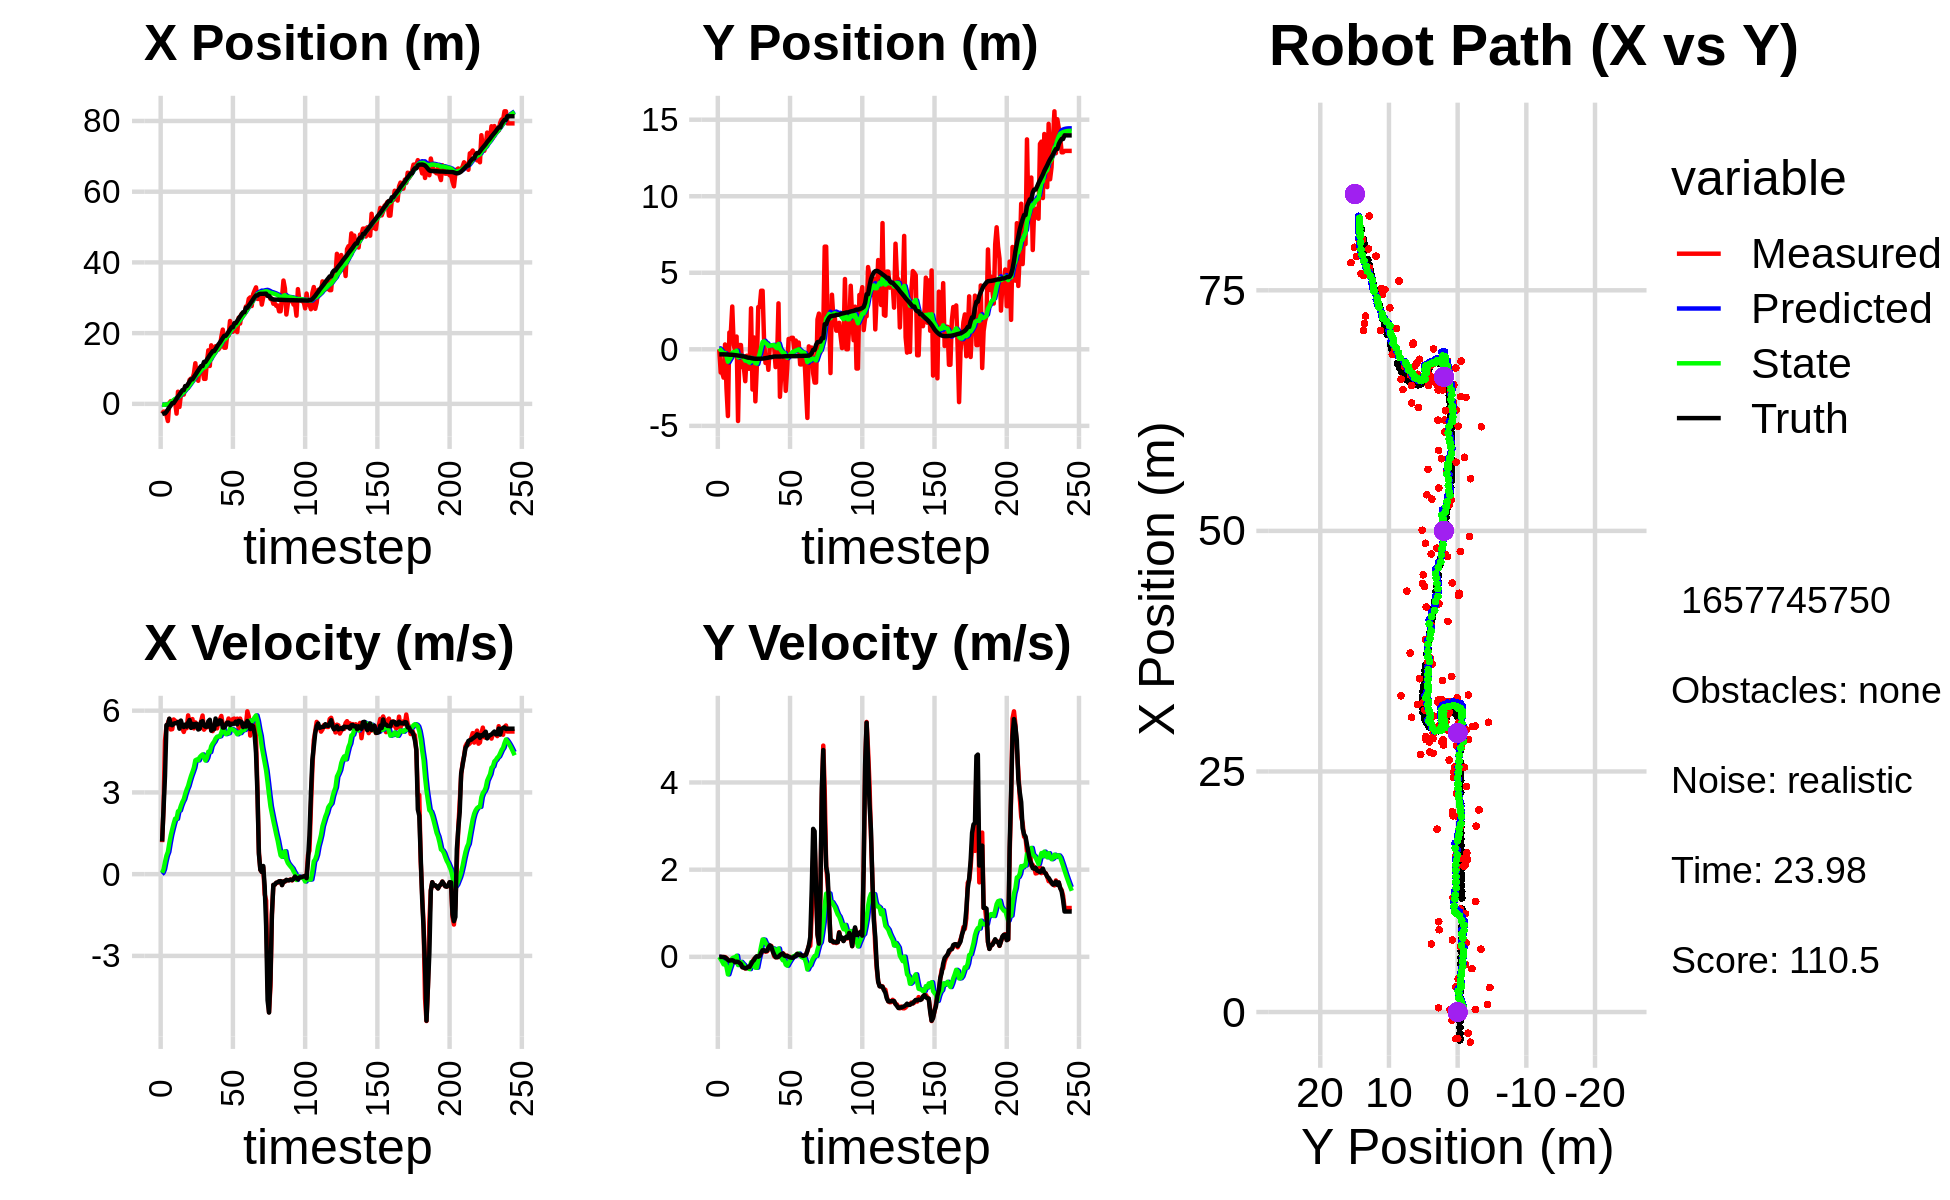 X Position (m)
80
60
40
20
0
0
50
100
150
200
250
timestep
Y Position (m)
15
10
5
0
-5
0
50
100
150
200
250
timestep
X Velocity (m/s)
6
3
0
-3
0
50
100
150
200
250
timestep
Y Velocity (m/s)
4
2
0
0
50
100
150
200
250
timestep
Robot Path (X vs Y)
X Position (m)
75
50
25
0
20
10
0
-10
-20
Y Position (m)
variable
Measured
Predicted
State
Truth
1657745750
Obstacles: none
Noise: realistic
Time: 23.98
Score: 110.5